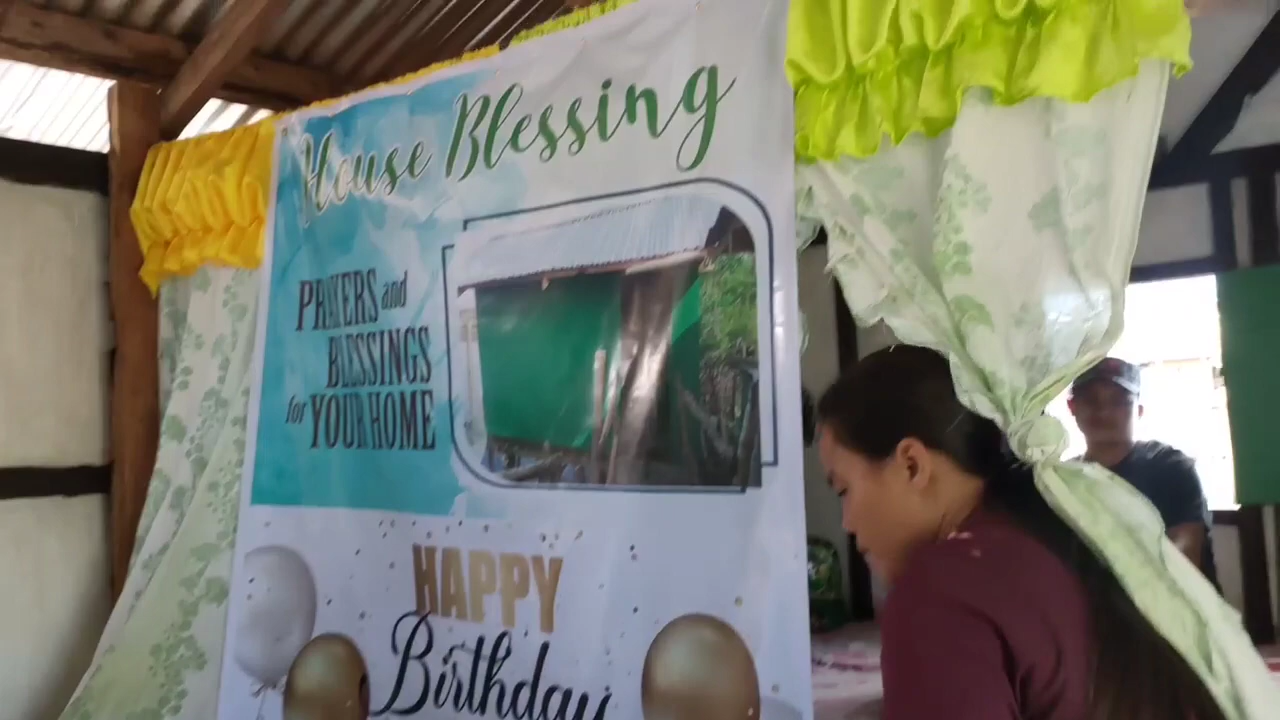 House Blessing
PRAYERS and
BLESSINGS
for YOUR HOME
HAPPY
Birthday